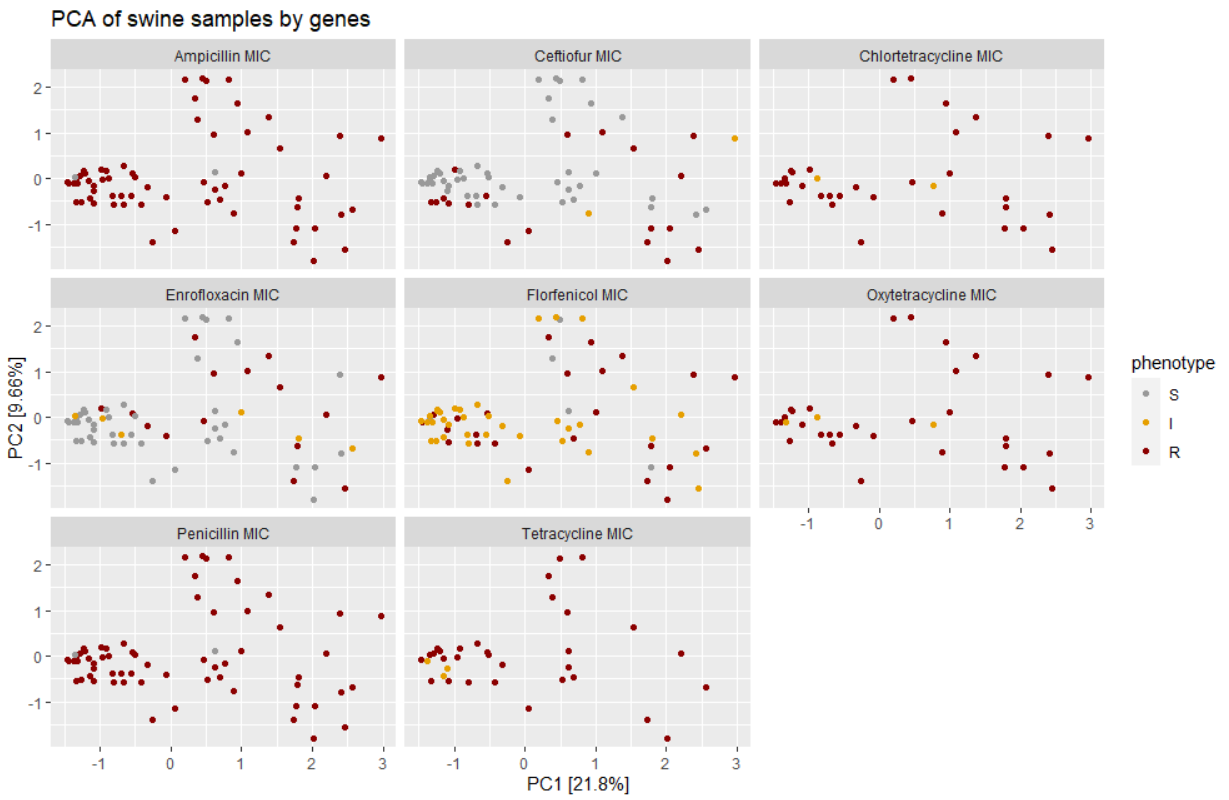 PCA of swine samples by genes
Ampicillin MIC
Ceftiofur MIC
Chlortetracycline MIC
2
1
0
-1
Enrofloxacin MIC
Florfenicol MIC
Oxytetracycline MIC
2
1
0
-1
-1 0 1 2 3
Penicillin MIC
Tetracycline MIC
2
1
0
-1
-1 0 1 2 3
-1 0 1 2 3
PC1 [21.8%]
PC2 [9.66%]
phenotype
S
I
R